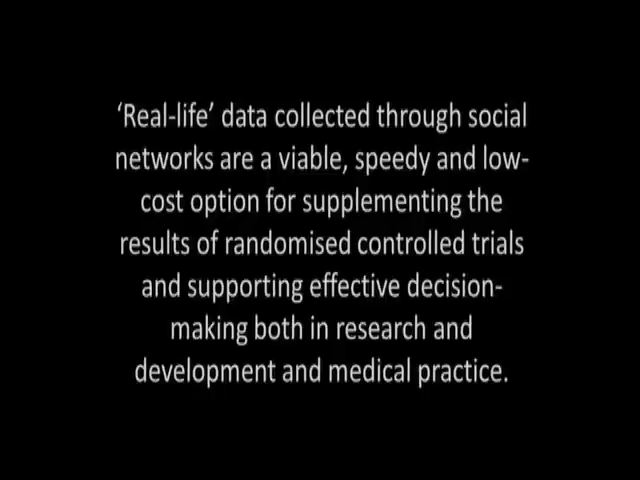 ‘Real-life’ data collected through social
networks are a viable, speedy and low-
cost option for supplementing the
results of randomised controlled trials
and supporting effective decision-
making both in research and
development and medical practice.